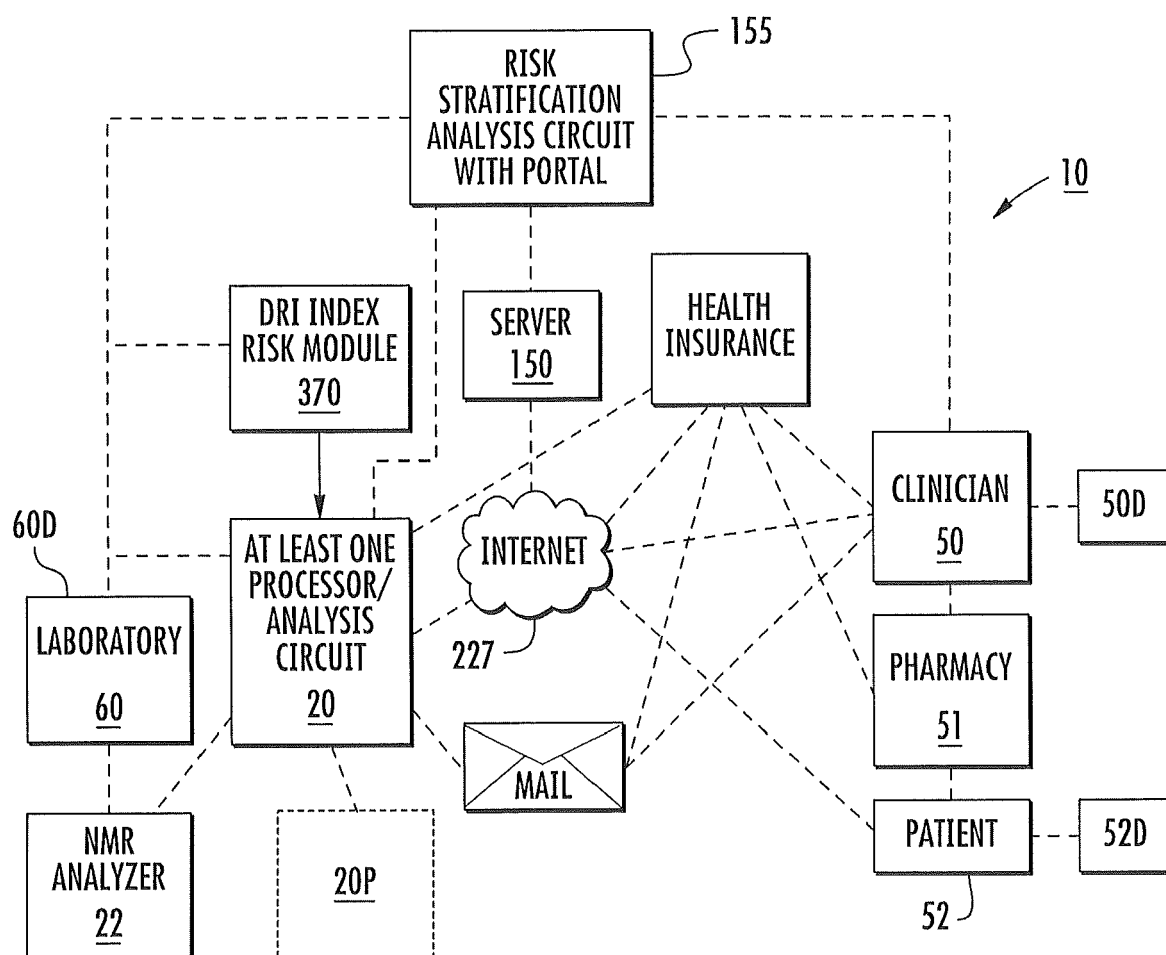 155
RISK
STRATIFICATION
ANALYSIS CIRCUIT
WITH PORTAL
10
DRI INDEX
RISK MODULE
370
SERVER
150
HEALTH
INSURANCE
CLINICIAN
50
50D
60D
LABORATORY
60
AT LEAST ONE
PROCESSOR/
ANALYSIS
CIRCUIT
20
INTERNET
227
PHARMACY
51
MAIL
PATIENT
52
52D
NMR
ANALYZER
22
20P